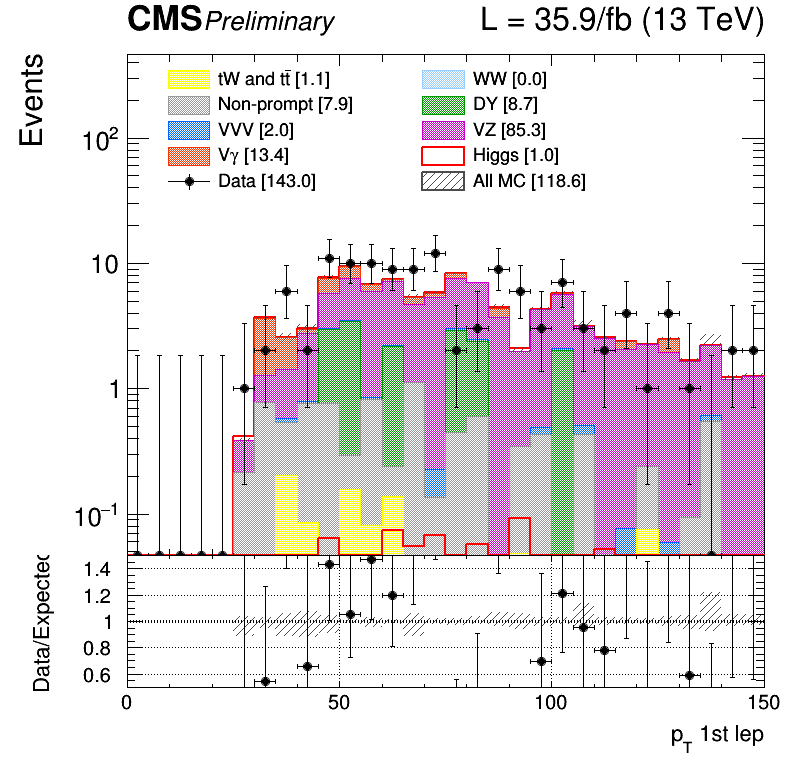 CMS Preliminary L = 35.9/fb (13 TeV)
Events
tW and tt̄ [1.1] WW [0.0]
Non-prompt [7.9] DY [8.7]
VVV [2.0] VZ [85.3]
Vγ [13.4] Higgs [1.0]
Data [143.0] All MC [118.6]
10²
10
1
10⁻¹
Data/Expected
1.4
1.2
1
0.8
0.6
0 50 100 150
p_T 1st lep